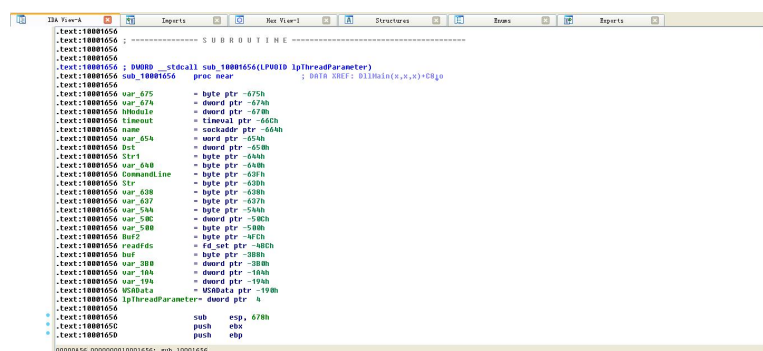 IDA View-A Imports Hex View-1 Structures Enums Exports
.text:10001656
.text:10001656 ; =============== S U B R O U T I N E =======================================
.text:10001656
.text:10001656
.text:10001656 ; DWORD __stdcall sub_10001656(LPVOID lpThreadParameter)
.text:10001656 sub_10001656 proc near ; DATA XREF: DllMain(x,x,x)+C8↓o
.text:10001656
.text:10001656 var_675 = byte ptr -675h
.text:10001656 var_674 = dword ptr -674h
.text:10001656 hModule = dword ptr -670h
.text:10001656 timeout = timeval ptr -66Ch
.text:10001656 name = sockaddr ptr -664h
.text:10001656 var_654 = word ptr -654h
.text:10001656 Dst = dword ptr -650h
.text:10001656 Str1 = byte ptr -644h
.text:10001656 var_640 = byte ptr -640h
.text:10001656 CommandLine = byte ptr -63Fh
.text:10001656 Str = byte ptr -63Dh
.text:10001656 var_638 = byte ptr -638h
.text:10001656 var_637 = byte ptr -637h
.text:10001656 var_544 = byte ptr -544h
.text:10001656 var_50C = dword ptr -50Ch
.text:10001656 var_500 = byte ptr -500h
.text:10001656 Buf2 = byte ptr -4FCh
.text:10001656 readfds = fd_set ptr -4BCh
.text:10001656 buf = byte ptr -3B8h
.text:10001656 var_3B0 = dword ptr -3B0h
.text:10001656 var_1A4 = dword ptr -1A4h
.text:10001656 var_194 = dword ptr -194h
.text:10001656 WSAData = WSAData ptr -190h
.text:10001656 lpThreadParameter= dword ptr 4
.text:10001656
.text:10001656 sub esp, 678h
.text:1000165C push ebx
.text:1000165D push ebp
00000A56 0000000010001656: sub_10001656